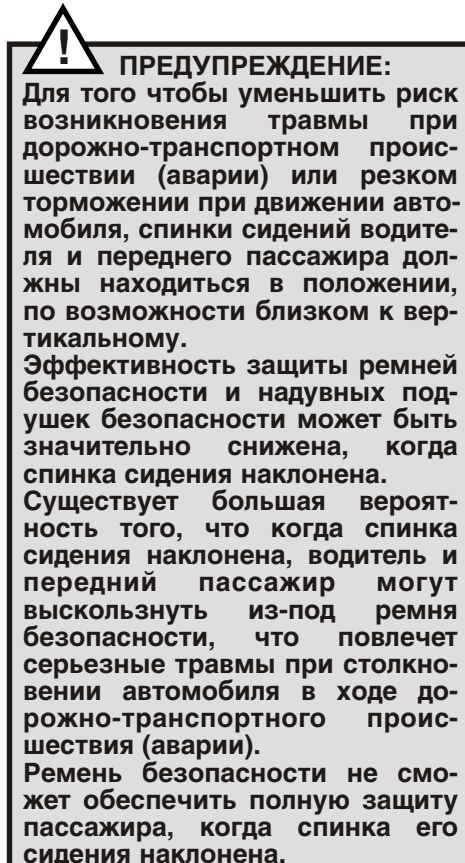 !
ПРЕДУПРЕЖДЕНИЕ:
Для того чтобы уменьшить риск
возникновения травмы при
дорожно-транспортном проис-
шествии (аварии) или резком
торможении при движении авто-
мобиля, спинки сидений водите-
ля и переднего пассажира дол-
жны находиться в положении,
по возможности близком к вер-
тикальному.
Эффективность защиты ремней
безопасности и надувных под-
ушек безопасности может быть
значительно снижена, когда
спинка сидения наклонена.
Существует большая вероят-
ность того, что когда спинка
сидения наклонена, водитель и
передний пассажир могут
выскользнуть из-под ремня
безопасности, что повлечет
серьезные травмы при столкно-
вении автомобиля в ходе до-
рожно-транспортного проис-
шествия (аварии).
Ремень безопасности не смо-
жет обеспечить полную защиту
пассажира, когда спинка его
сидения наклонена.